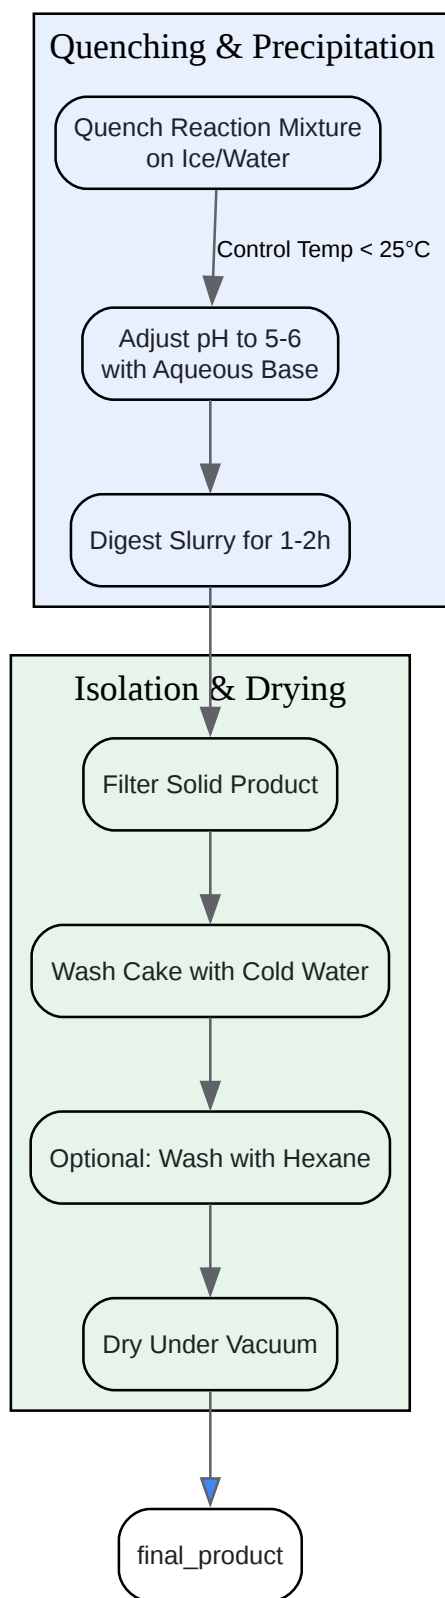 Quenching & Precipitation
Quench Reaction Mixture
on Ice/Water
Control Temp < 25°C
Adjust pH to 5-6
with Aqueous Base
Digest Slurry for 1-2h
Isolation & Drying
Filter Solid Product
Wash Cake with Cold Water
Optional: Wash with Hexane
Dry Under Vacuum
final_product